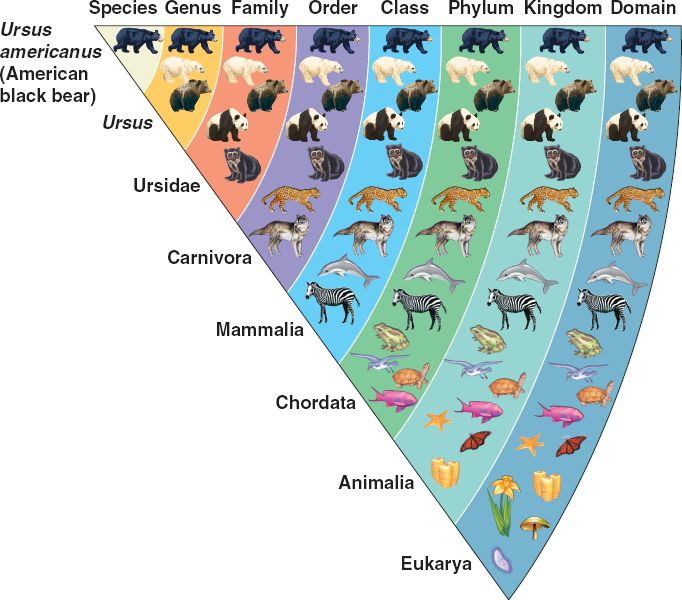 Species Genus Family Order Class Phylum Kingdom Domain
Ursus
americanus
(American
black bear)
Ursus
Ursidae
Carnivora
Mammalia
Chordata
Animalia
Eukarya